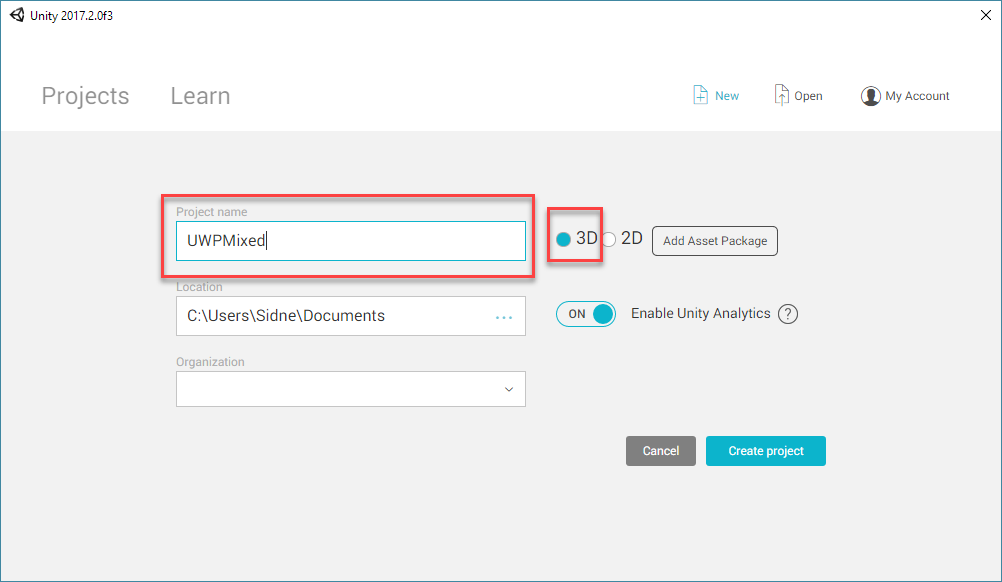 Unity 2017.2.0f3
Projects Learn New Open My Account
Project name
UWPMixed 3D 2D Add Asset Package
Location
C:\Users\Sidne\Documents ... ON Enable Unity Analytics ?
Organization
Cancel Create project